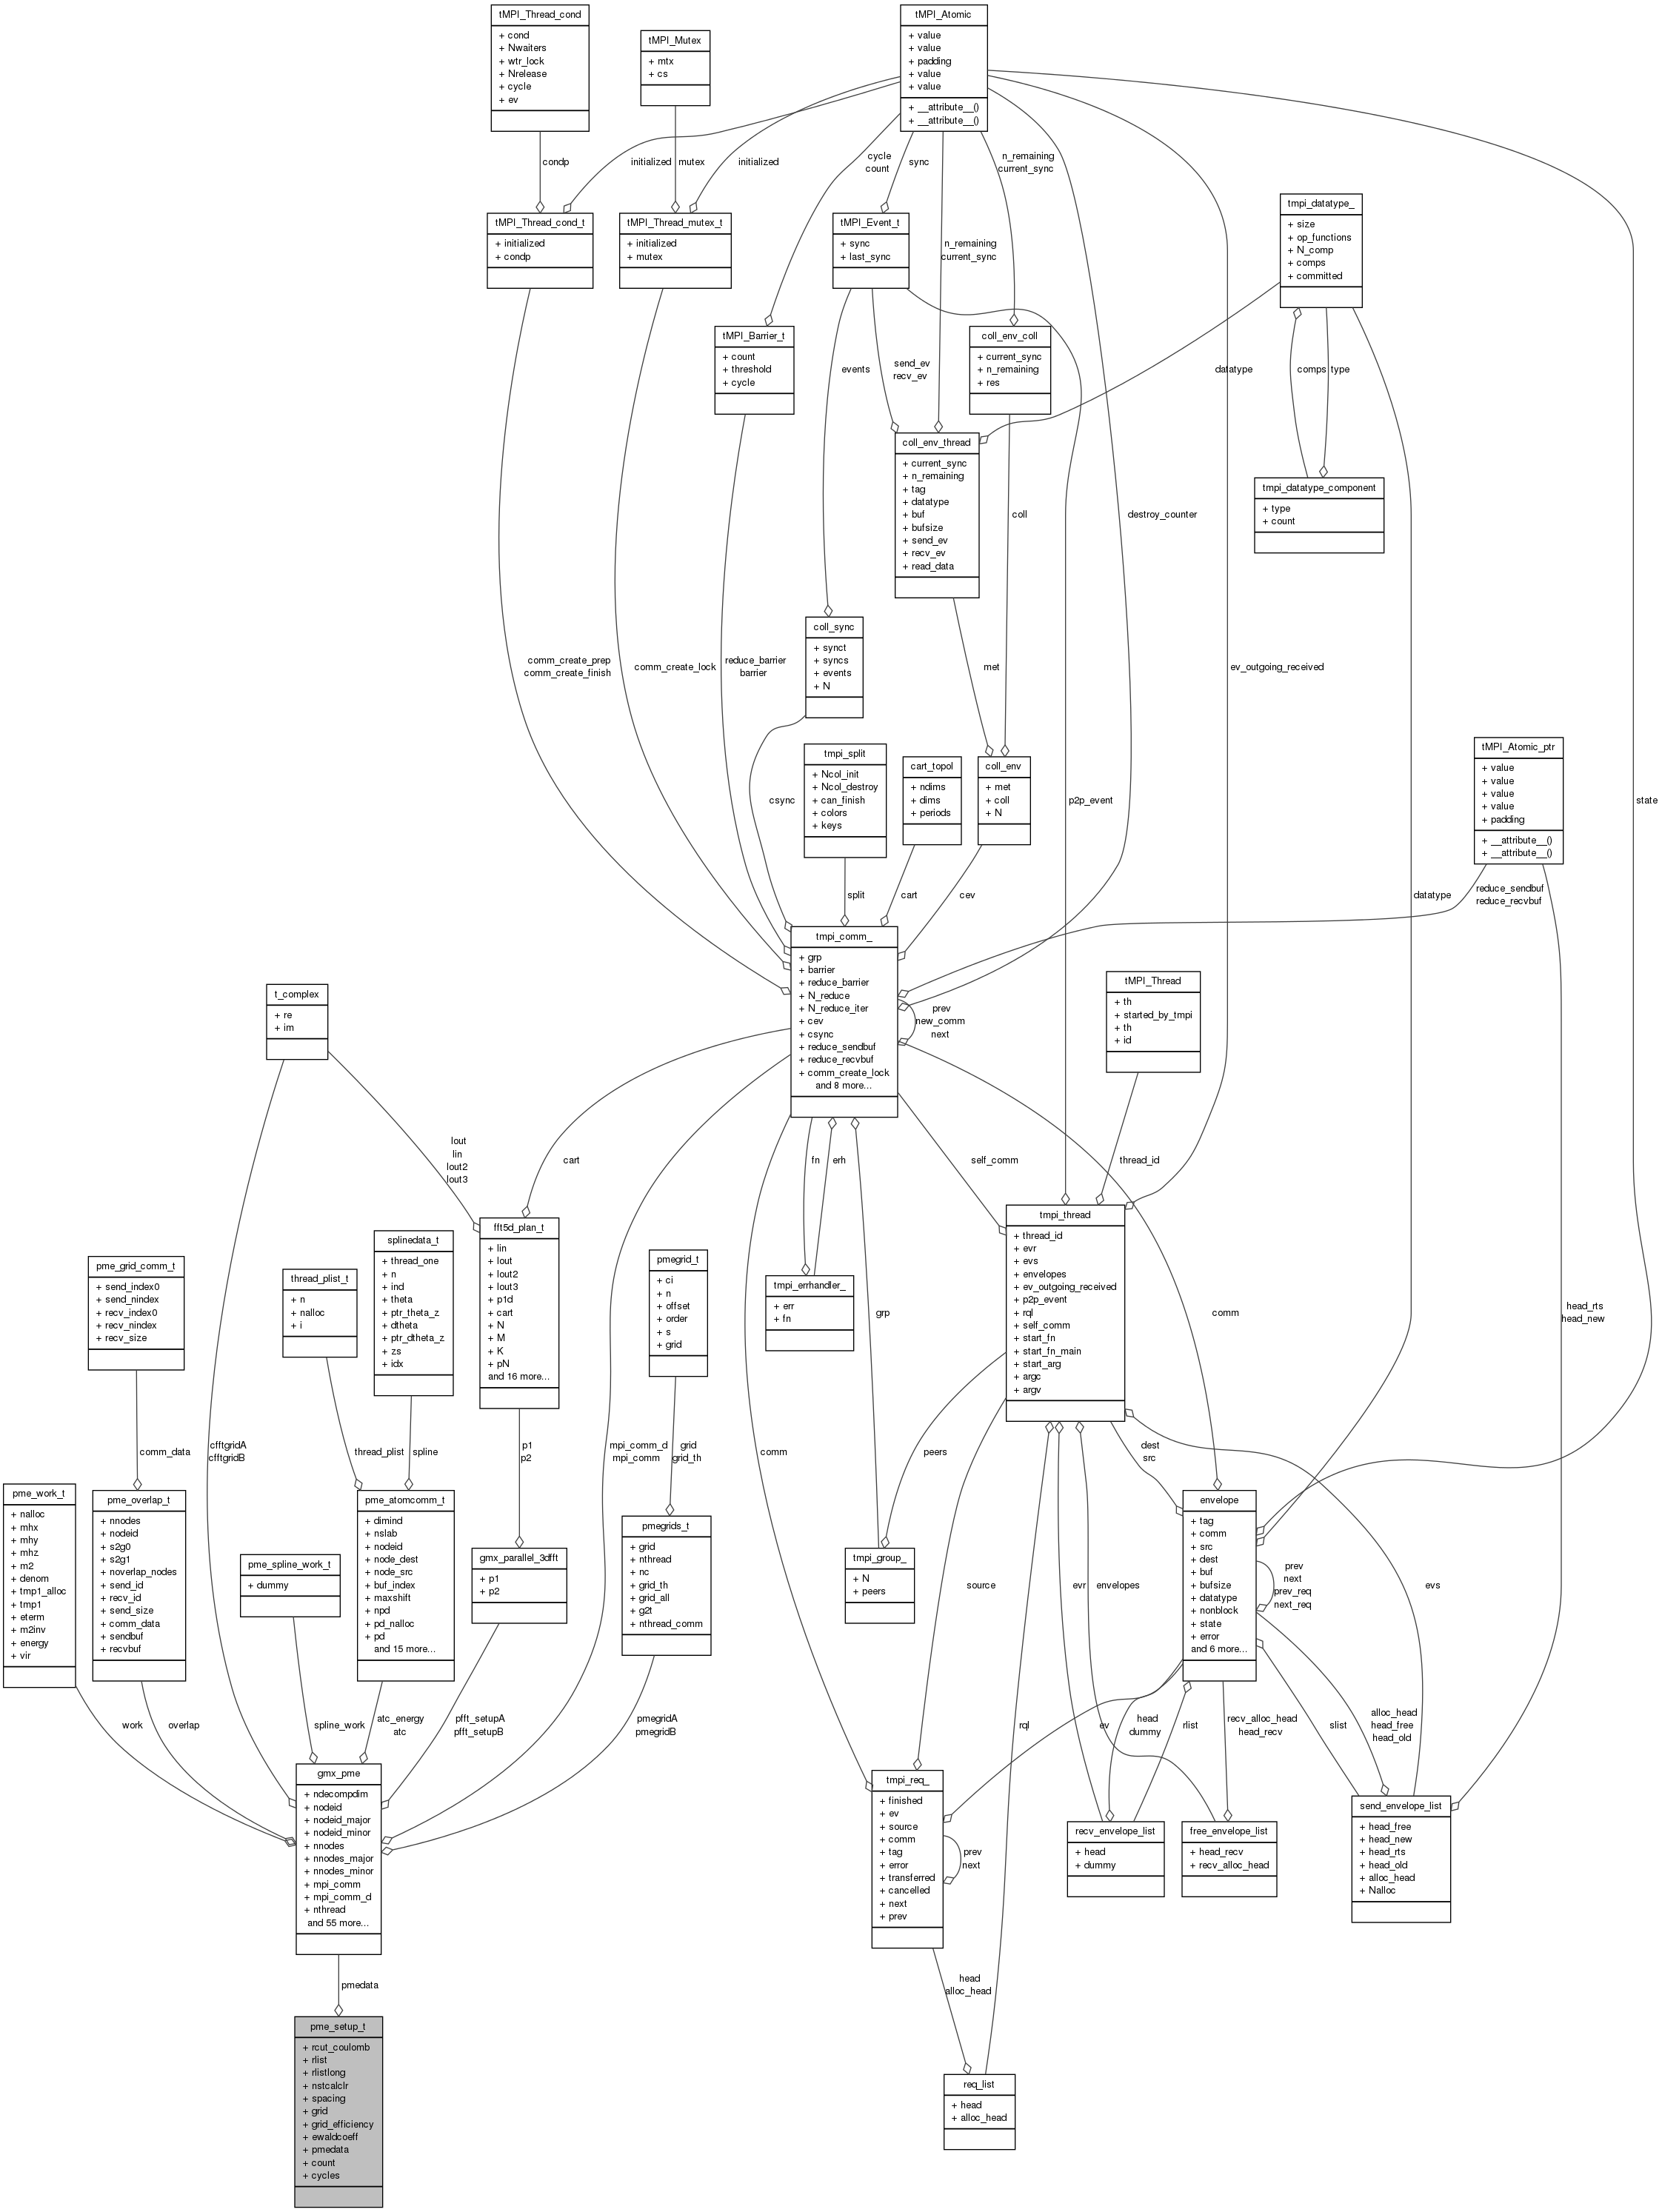 tMPI_Thread_cond
+ cond
+ Nwaiters
+ wtr_lock
+ Nrelease
+ cycle
+ ev
tMPI_Mutex
+ mtx
+ cs
tMPI_Atomic
+ value
+ value
+ padding
+ value
+ value
+ __attribute__()
+ __attribute__()
condp
initialized
mutex
initialized
cycle
count
sync
n_remaining
current_sync
tMPI_Thread_cond_t
+ initialized
+ condp
tMPI_Thread_mutex_t
+ initialized
+ mutex
tMPI_Event_t
+ sync
+ last_sync
n_remaining
current_sync
tmpi_datatype_
+ size
+ op_functions
+ N_comp
+ comps
+ committed
state
tMPI_Barrier_t
+ count
+ threshold
+ cycle
events
send_ev
recv_ev
coll_env_coll
+ current_sync
+ n_remaining
+ res
datatype
comps
type
coll_env_thread
+ current_sync
+ n_remaining
+ tag
+ datatype
+ buf
+ bufsize
+ send_ev
+ recv_ev
+ read_data
coll
destroy_counter
tmpi_datatype_component
+ type
+ count
comm_create_prep
comm_create_finish
comm_create_lock
reduce_barrier
barrier
coll_sync
+ synct
+ syncs
+ events
+ N
met
ev_outgoing_received
csync
tmpi_split
+ Ncol_init
+ Ncol_destroy
+ can_finish
+ colors
+ keys
cart_topol
+ ndims
+ dims
+ periods
coll_env
+ met
+ coll
+ N
p2p_event
tMPI_Atomic_ptr
+ value
+ value
+ value
+ value
+ padding
+ __attribute__()
+ __attribute__()
split
cart
cev
datatype
reduce_sendbuf
reduce_recvbuf
tmpi_comm_
+ grp
+ barrier
+ reduce_barrier
+ N_reduce
+ N_reduce_iter
+ cev
+ csync
+ reduce_sendbuf
+ reduce_recvbuf
+ comm_create_lock
and 8 more...
prev
new_comm
next
tMPI_Thread
+ th
+ started_by_tmpi
+ th
+ id
t_complex
+ re
+ im
lout
lin
lout2
lout3
cart
fn
erh
self_comm
thread_id
pme_grid_comm_t
+ send_index0
+ send_nindex
+ recv_index0
+ recv_nindex
+ recv_size
thread_plist_t
+ n
+ nalloc
+ i
splinedata_t
+ thread_one
+ n
+ ind
+ theta
+ ptr_theta_z
+ dtheta
+ ptr_dtheta_z
+ zs
+ idx
fft5d_plan_t
+ lin
+ lout
+ lout2
+ lout3
+ p1d
+ cart
+ N
+ M
+ K
+ pN
and 16 more...
pmegrid_t
+ ci
+ n
+ offset
+ order
+ s
+ grid
tmpi_errhandler_
+ err
+ fn
grp
tmpi_thread
+ thread_id
+ evr
+ evs
+ envelopes
+ ev_outgoing_received
+ p2p_event
+ rql
+ self_comm
+ start_fn
+ start_fn_main
+ start_arg
+ argc
+ argv
comm
head_rts
head_new
comm_data
cfftgridA
cfftgridB
thread_plist
spline
p1
p2
mpi_comm_d
mpi_comm
grid
grid_th
comm
peers
dest
src
pme_work_t
+ nalloc
+ mhx
+ mhy
+ mhz
+ m2
+ denom
+ tmp1_alloc
+ tmp1
+ eterm
+ m2inv
+ energy
+ vir
pme_overlap_t
+ nnodes
+ nodeid
+ s2g0
+ s2g1
+ noverlap_nodes
+ send_id
+ recv_id
+ send_size
+ comm_data
+ sendbuf
+ recvbuf
pme_spline_work_t
+ dummy
pme_atomcomm_t
+ dimind
+ nslab
+ nodeid
+ node_dest
+ node_src
+ buf_index
+ maxshift
+ npd
+ pd_nalloc
+ pd
and 15 more...
gmx_parallel_3dfft
+ p1
+ p2
pmegrids_t
+ grid
+ nthread
+ nc
+ grid_th
+ grid_all
+ g2t
+ nthread_comm
tmpi_group_
+ N
+ peers
source
evr
envelopes
envelope
+ tag
+ comm
+ src
+ dest
+ buf
+ bufsize
+ datatype
+ nonblock
+ state
+ error
and 6 more...
prev
next
prev_req
next_req
evs
work
overlap
spline_work
atc_energy
atc
pfft_setupA
pfft_setupB
pmegridA
pmegridB
rql
ev
head
dummy
rlist
recv_alloc_head
head_recv
slist
alloc_head
head_free
head_old
gmx_pme
+ ndecompdim
+ nodeid
+ nodeid_major
+ nodeid_minor
+ nnodes
+ nnodes_major
+ nnodes_minor
+ mpi_comm
+ mpi_comm_d
+ nthread
and 55 more...
tmpi_req_
+ finished
+ ev
+ source
+ comm
+ tag
+ error
+ transferred
+ cancelled
+ next
+ prev
prev
next
recv_envelope_list
+ head
+ dummy
free_envelope_list
+ head_recv
+ recv_alloc_head
send_envelope_list
+ head_free
+ head_new
+ head_rts
+ head_old
+ alloc_head
+ Nalloc
pmedata
head
alloc_head
pme_setup_t
+ rcut_coulomb
+ rlist
+ rlistlong
+ nstcalclr
+ spacing
+ grid
+ grid_efficiency
+ ewaldcoeff
+ pmedata
+ count
+ cycles
req_list
+ head
+ alloc_head